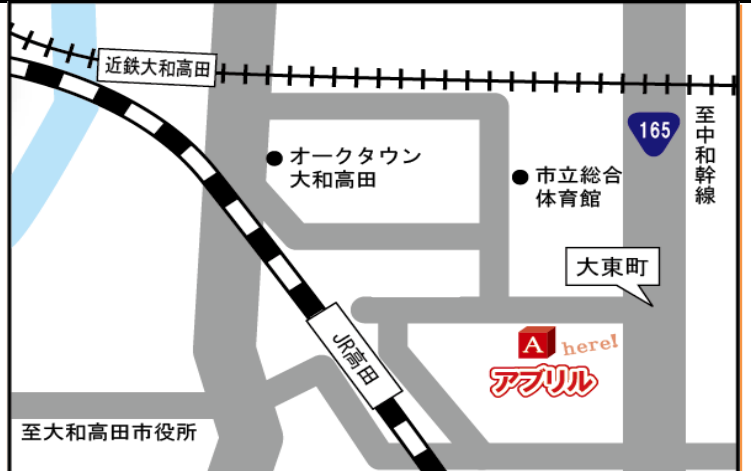 近鉄大和高田
165
至中和幹線
オークタウン
大和高田
市立総合
体育館
大東町
A
here!
アブリル
JR高田
至大和高田市役所